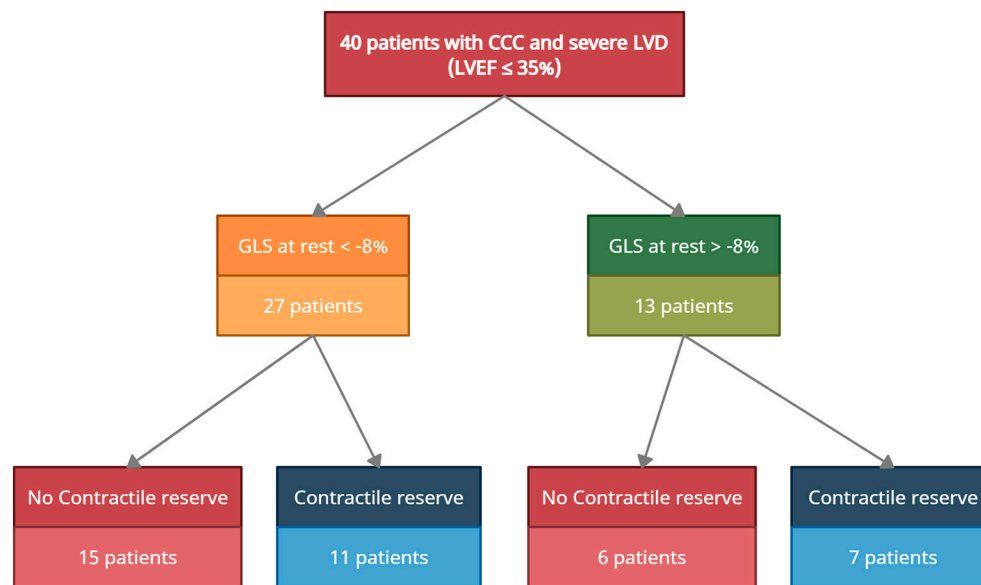 40 patients with CCC and severe LVD
(LVEF ≤ 35%)
GLS at rest < -8%
GLS at rest > -8%
27 patients
13 patients
No Contractile reserve
Contractile reserve
No Contractile reserve
Contractile reserve
15 patients
11 patients
6 patients
7 patients